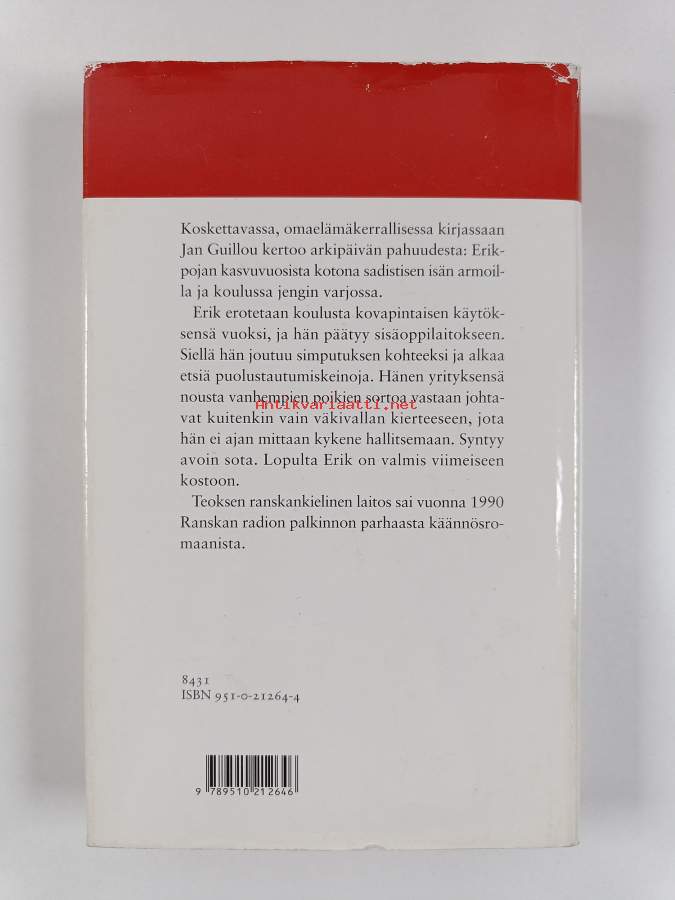 Koskettavassa, omaelämäkerrallisessa kirjassaan
Jan Guillou kertoo arkipäivän pahuudesta: Erik-
pojan kasvuvuosista kotona sadistisen isän armoil-
la ja koulussa jengin varjossa.
Erik erotetaan koulusta kovapintaisen käytök-
sensä vuoksi, ja hän päätyy sisäoppilaitokseen.
Siellä hän joutuu simputuksen kohteeksi ja alkaa
etsiä puolustautumiskeinoja. Hänen yrityksensä
nousta vanhempien poikien sortoa vastaan johta-
Antikvariaatti.net
vat kuitenkin vain väkivallan kierteeseen, jota
hän ei ajan mittaan kykene hallitsemaan. Syntyy
avoin sota. Lopulta Erik on valmis viimeiseen
kostoon.
Teoksen ranskankielinen laitos sai vuonna 1990
Ranskan radion palkinnon parhaasta käännösro-
maanista.
8431
ISBN 951-0-21264-4
9 789510 212646